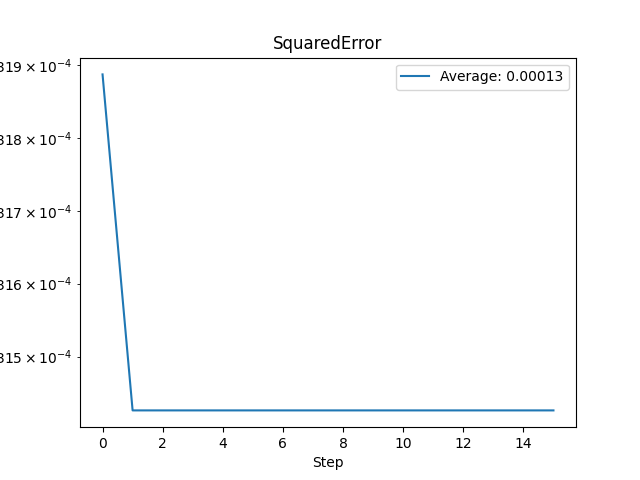 SquaredError
Average: 0.00013
319 × 10⁻⁴
318 × 10⁻⁴
317 × 10⁻⁴
316 × 10⁻⁴
315 × 10⁻⁴
0 2 4 6 8 10 12 14
Step